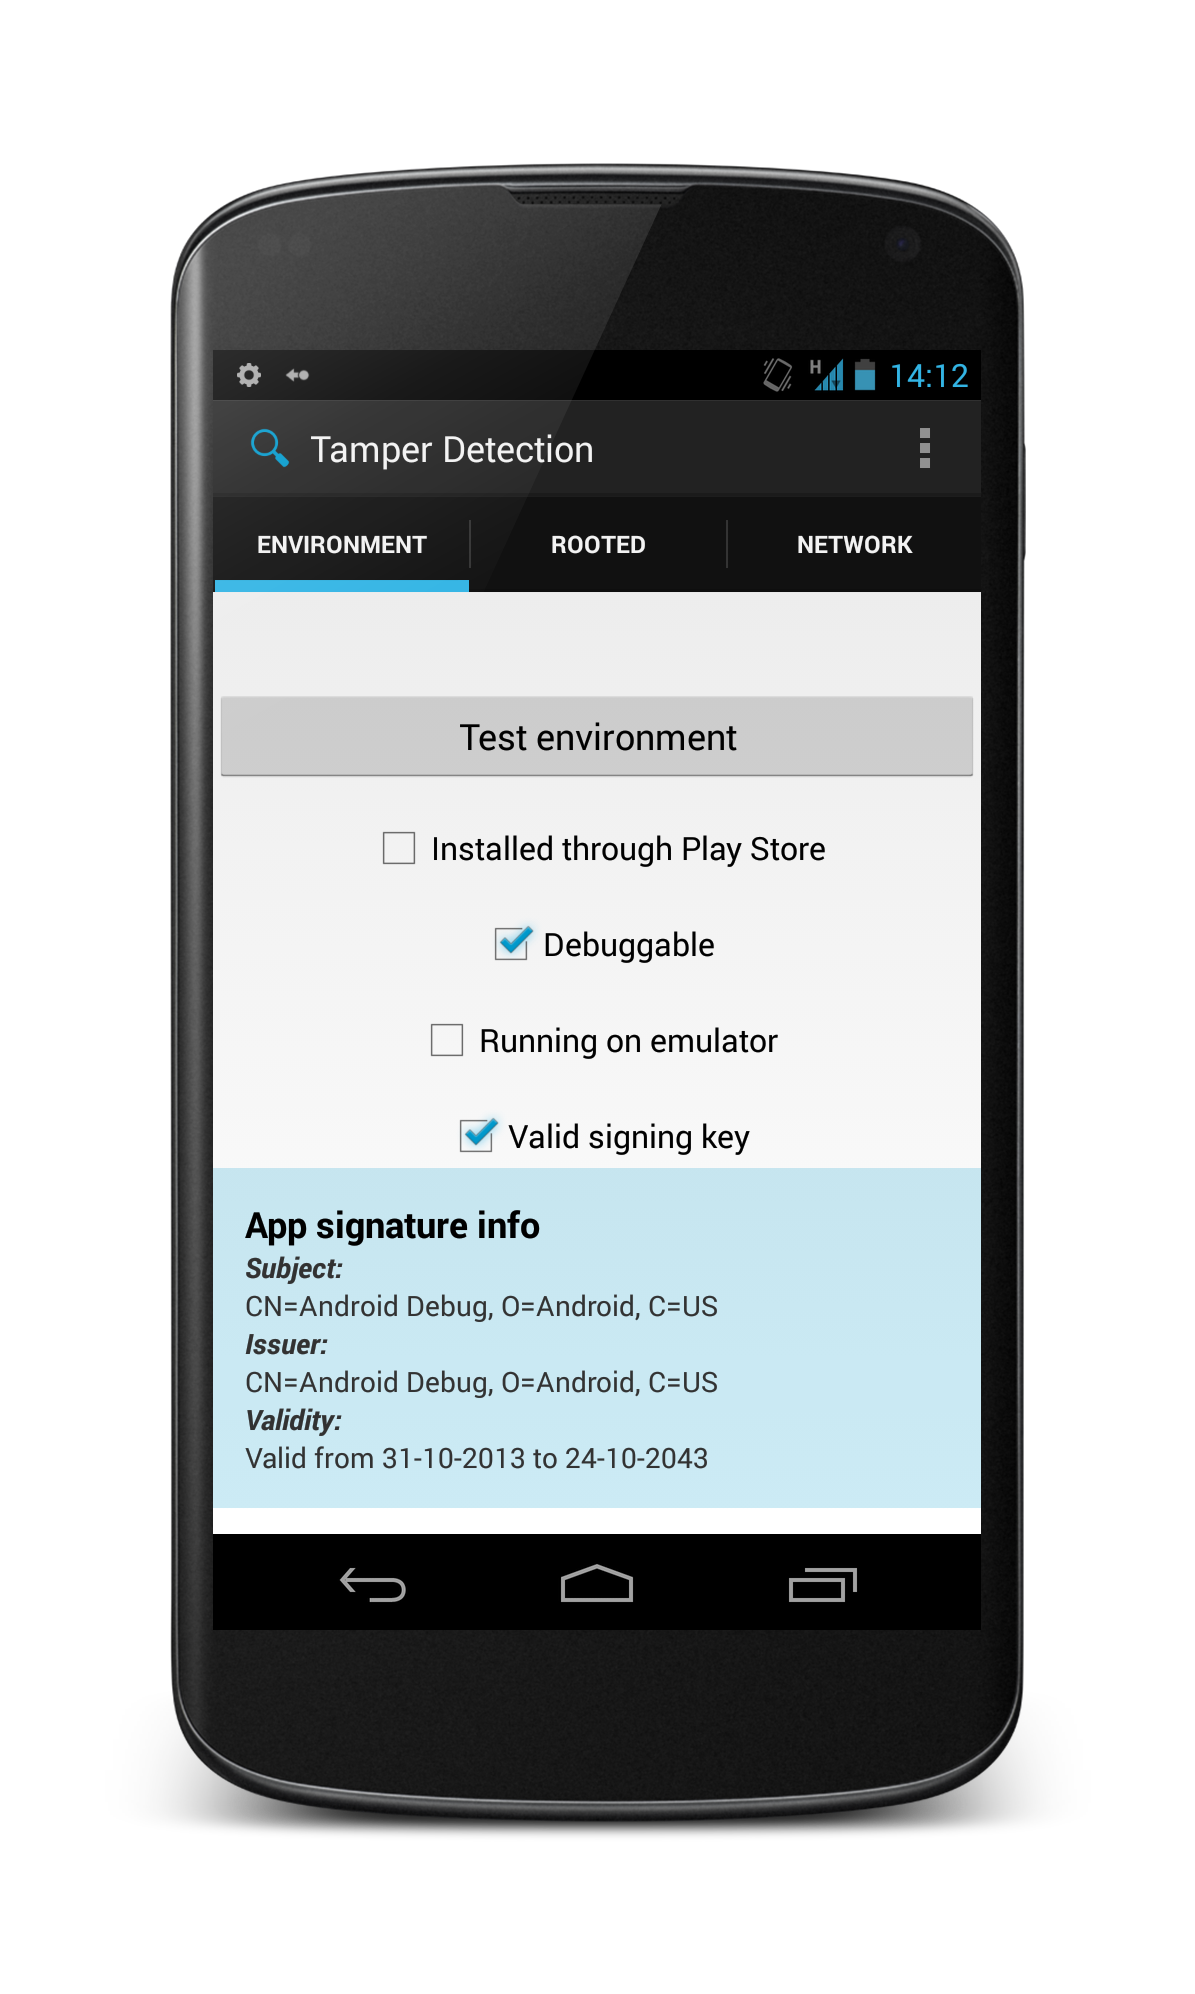 H 14:12
Tamper Detection
ENVIRONMENT ROOTED NETWORK
Test environment
Installed through Play Store
Debuggable
Running on emulator
Valid signing key
App signature info
Subject:
CN=Android Debug, O=Android, C=US
Issuer:
CN=Android Debug, O=Android, C=US
Validity:
Valid from 31-10-2013 to 24-10-2043